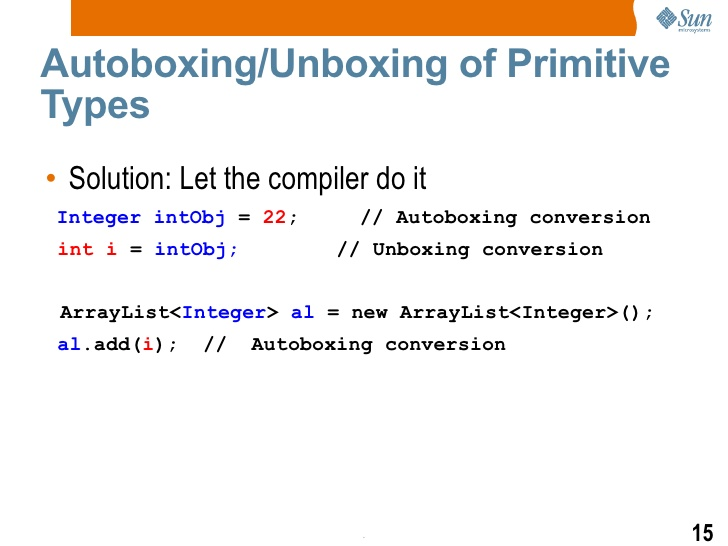 Sun
microsystems
Autoboxing/Unboxing of Primitive
Types
• Solution: Let the compiler do it
Integer intObj = 22; // Autoboxing conversion
int i = intObj; // Unboxing conversion
ArrayList<Integer> al = new ArrayList<Integer>();
al.add(i); // Autoboxing conversion
15